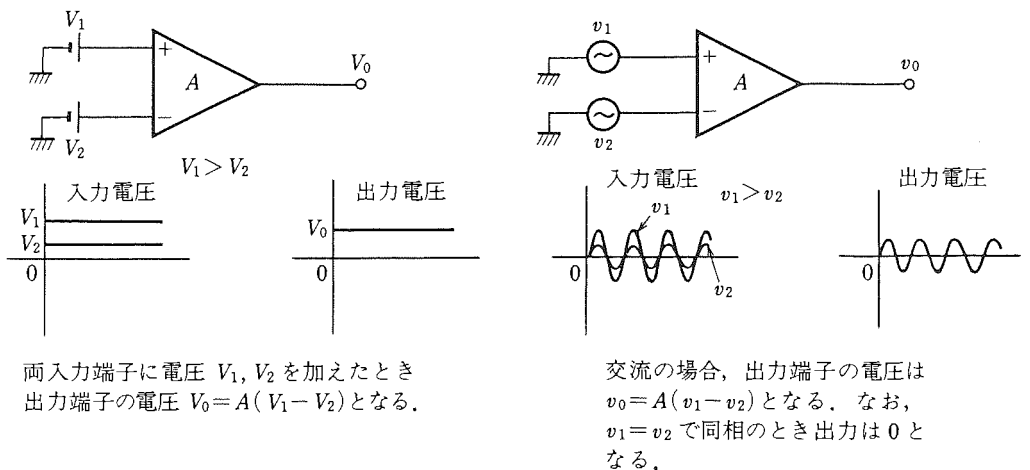 V1
+
A
−
V0
V2
V1>V2
入力電圧
V1
V2
0
出力電圧
V0
0
両入力端子に電圧 V1, V2 を加えたとき
出力端子の電圧 V0=A(V1−V2)となる.
v1
+
A
−
v0
v2
入力電圧
v1>v2
v1
0
v2
出力電圧
0
交流の場合, 出力端子の電圧は
v0=A(v1−v2)となる. なお,
v1=v2 で同相のとき出力は 0 と
なる.